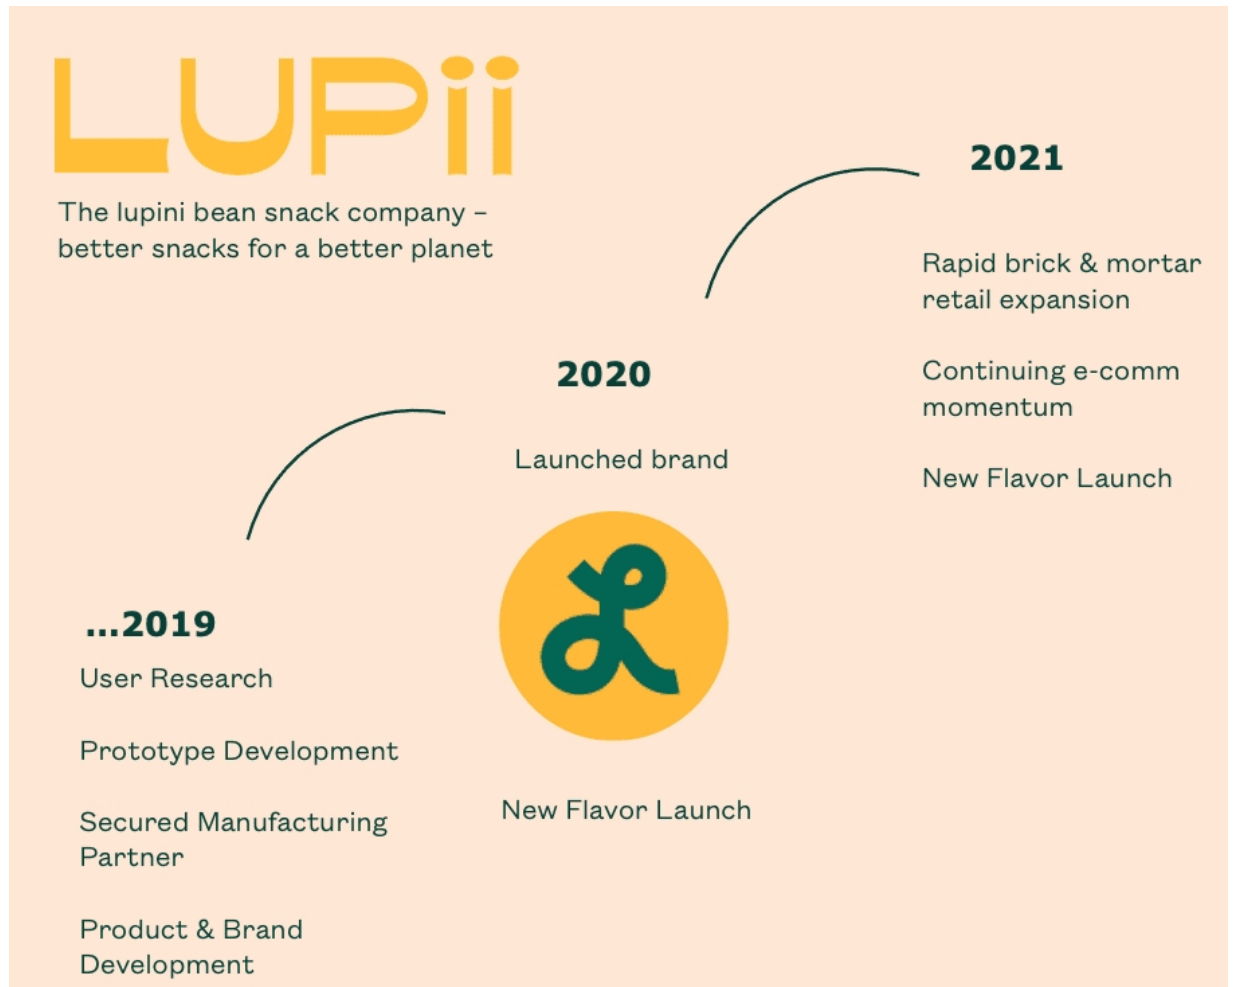 LUPii
The lupini bean snack company –
better snacks for a better planet
...2019
User Research
Prototype Development
Secured Manufacturing
Partner
Product & Brand
Development
2020
Launched brand
L
New Flavor Launch
2021
Rapid brick & mortar
retail expansion
Continuing e-comm
momentum
New Flavor Launch